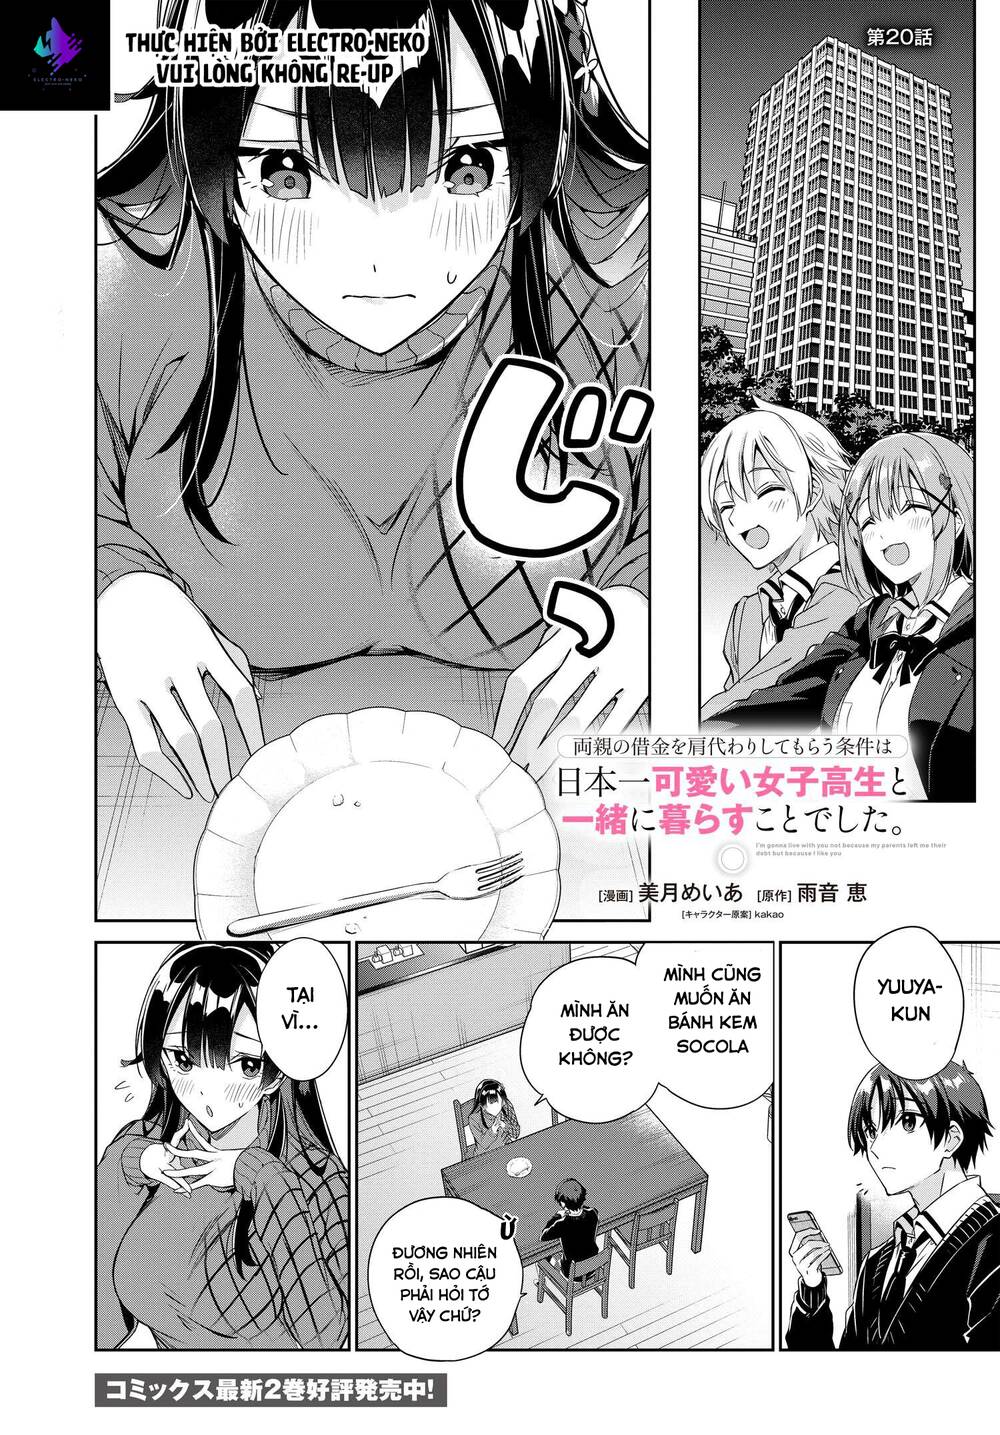 ELECTRO-NEKO
THỰC HIỆN BỞI ELECTRO-NEKO
VUI LÒNG KHÔNG RE-UP
第20話
じっ
両親の借金を肩代わりしてもらう条件は
日本一可愛い女子高生と
一緒に暮らすことでした。
I'm gonna live with you not because my parents left me their
debt but because I like you
[漫画] 美月めいあ [原作] 雨音 恵
[キャラクター原案] kakao
YUUYA-
KUN
MÌNH CŨNG
MUỐN ĂN
BÁNH KEM
SOCOLA
MÌNH ĂN
ĐƯỢC
KHÔNG?
Ừ
ĐƯƠNG NHIÊN
RỒI, SAO CẬU
PHẢI HỎI TỚ
VẬY CHỨ?
TẠI
VÌ...
コミックス最新2巻好評発売中!